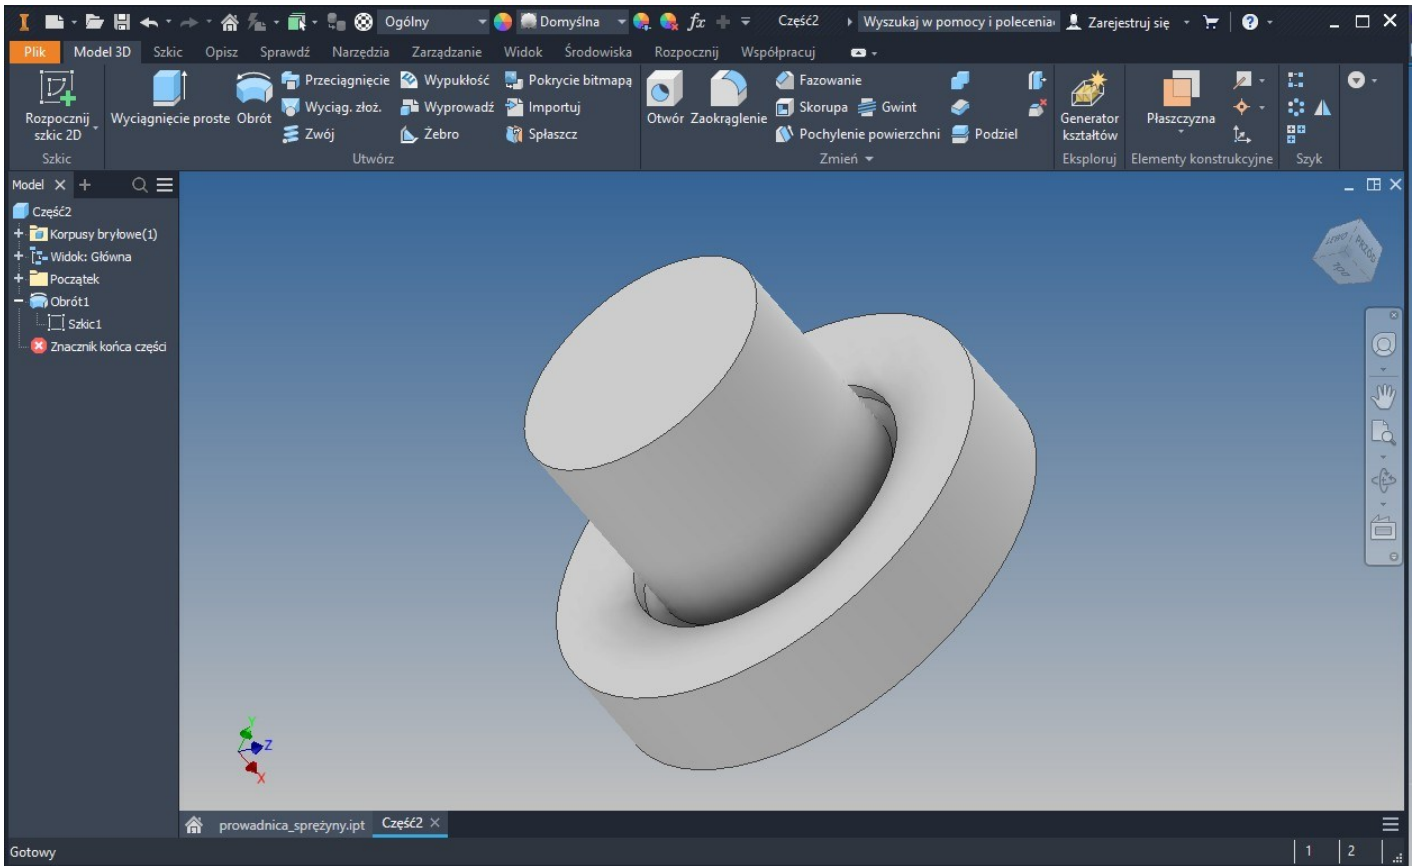 Ogólny Domyślna fx Część2 Wyszukaj w pomocy i polecenia Zarejestruj się
Plik Model 3D Szkic Opisz Sprawdź Narzędzia Zarządzanie Widok Środowiska Rozpocznij Współpracuj
Rozpocznij szkic 2D
Wyciągnięcie proste
Obrót
Przeciągnięcie
Wyciąg. złoż.
Zwój
Wypukłość
Wyprowadź
Żebro
Pokrycie bitmapą
Importuj
Spłaszcz
Otwór
Zaokrąglenie
Fazowanie
Skorupa
Gwint
Pochylenie powierzchni
Podziel
Generator kształtów
Płaszczyzna
Szkic Utwórz Zmień Eksploruj Elementy konstrukcyjne Szyk
Model
Część2
Korpusy bryłowe(1)
Widok: Główna
Początek
Obrót1
Szkic1
Znacznik końca części
LEWO PRZÓD
Y
Z
X
prowadnica_sprężyny.ipt Część2
Gotowy 1 2